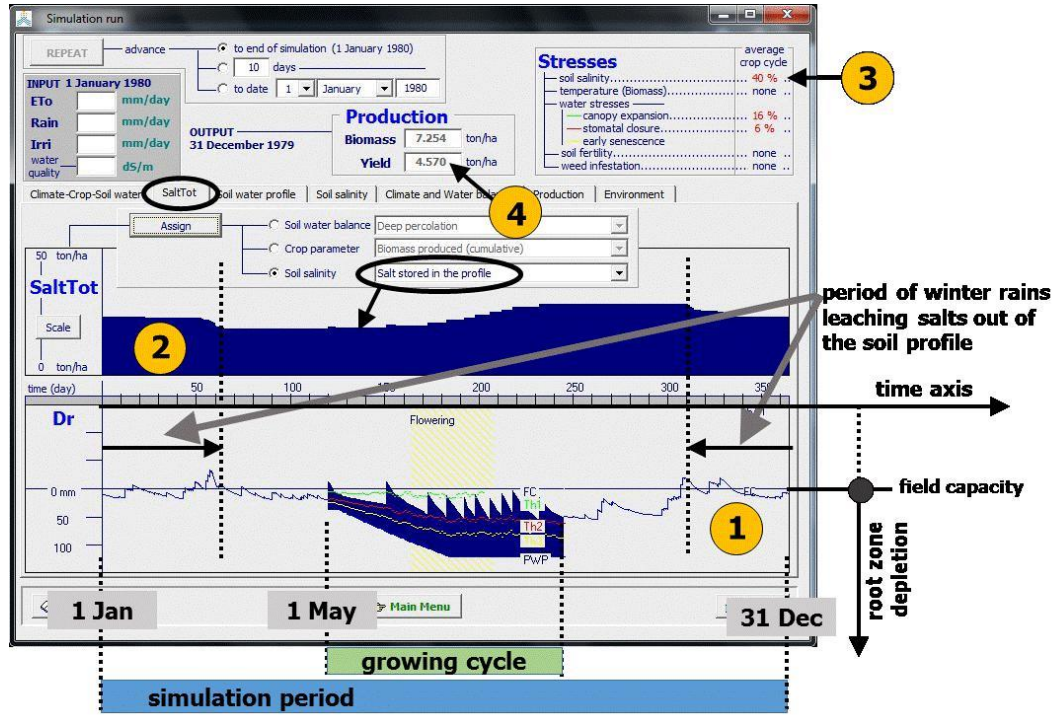 Simulation run
REPEAT
advance
to end of simulation (1 January 1980)
10 days
to date 1 January 1980
INPUT 1 January 1980
ETo mm/day
Rain mm/day
Irri mm/day
water quality dS/m
OUTPUT
31 December 1979
Production
Biomass 7.254 ton/ha
Yield 4.570 ton/ha
Stresses
average
crop cycle
soil salinity 40 %
temperature (Biomass) none
water stresses
canopy expansion 16 %
stomatal closure 6 %
early senescence
soil fertility none
weed infestation none
3
4
Climate-Crop-Soil water
SaltTot
Soil water profile
Soil salinity
Climate and Water
Production
Environment
Assign
Soil water balance Deep percolation
Crop parameter Biomass produced (cumulative)
Soil salinity Salt stored in the profile
50 ton/ha
SaltTot
Scale
0 ton/ha
2
period of winter rains
leaching salts out of
the soil profile
time (day) 50 100 200 250 300
time axis
Dr
Flowering
0 mm
50
100
FC
Th1
Th2
PWP
FC
1
field capacity
root zone
depletion
1 Jan
1 May
Main Menu
31 Dec
growing cycle
simulation period